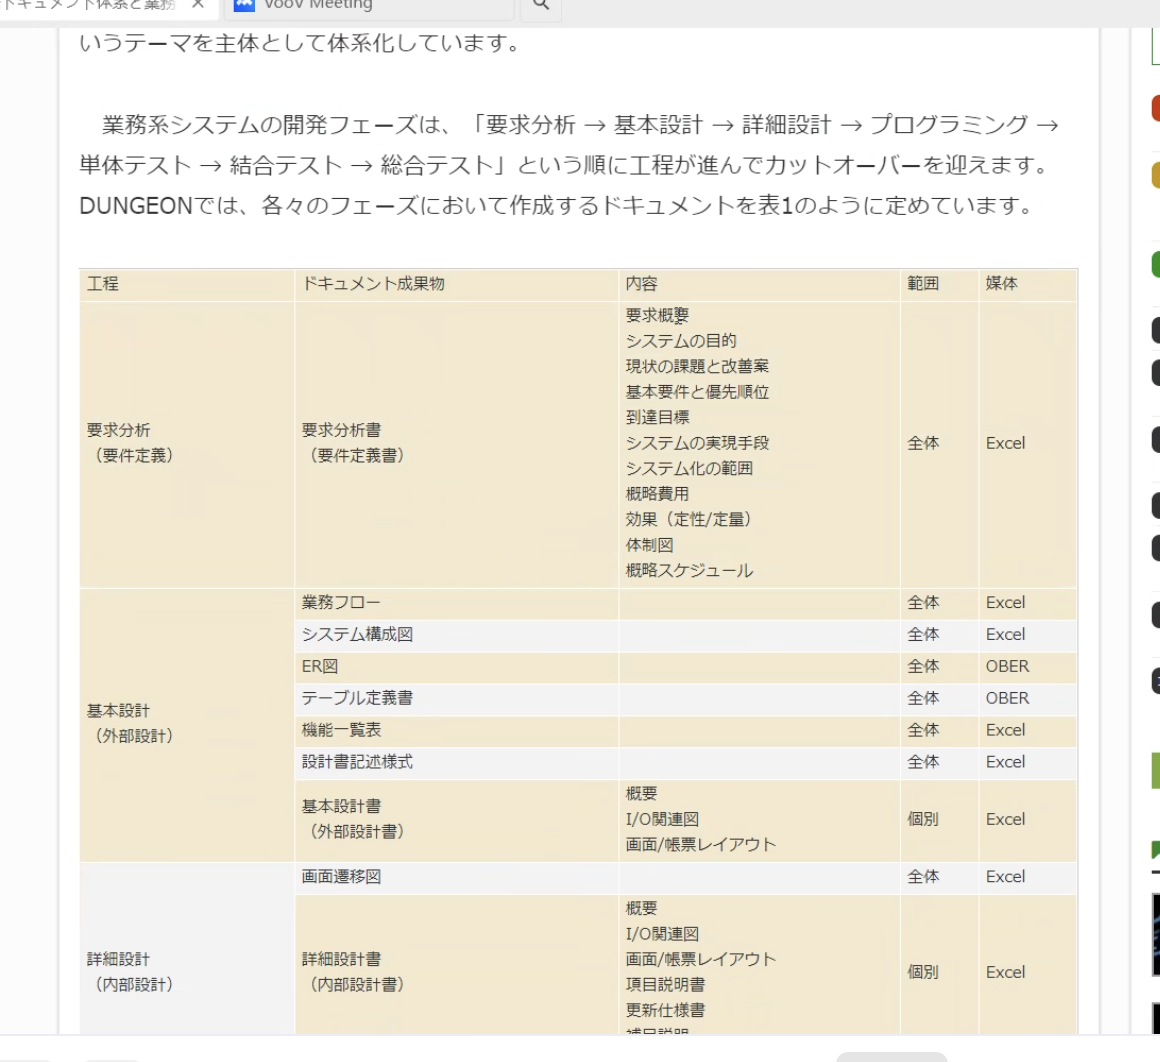 ドキュメント体系と業務
VooV Meeting
いうテーマを主体として体系化しています。
業務系システムの開発フェーズは、「要求分析 → 基本設計 → 詳細設計 → プログラミング →
単体テスト → 結合テスト → 総合テスト」という順に工程が進んでカットオーバーを迎えます。
DUNGEONでは、各々のフェーズにおいて作成するドキュメントを表1のように定めています。
工程 ドキュメント成果物 内容 範囲 媒体
要求分析
（要件定義）
要求分析書
（要件定義書）
要求概要
システムの目的
現状の課題と改善案
基本要件と優先順位
到達目標
システムの実現手段
システム化の範囲
概略費用
効果（定性/定量）
体制図
概略スケジュール
全体 Excel
基本設計
（外部設計）
業務フロー 全体 Excel
システム構成図 全体 Excel
ER図 全体 OBER
テーブル定義書 全体 OBER
機能一覧表 全体 Excel
設計書記述様式 全体 Excel
基本設計書
（外部設計書）
概要
I/O関連図
画面/帳票レイアウト
個別 Excel
詳細設計
（内部設計）
画面遷移図 全体 Excel
詳細設計書
（内部設計書）
概要
I/O関連図
画面/帳票レイアウト
項目説明書
更新仕様書
個別 Excel